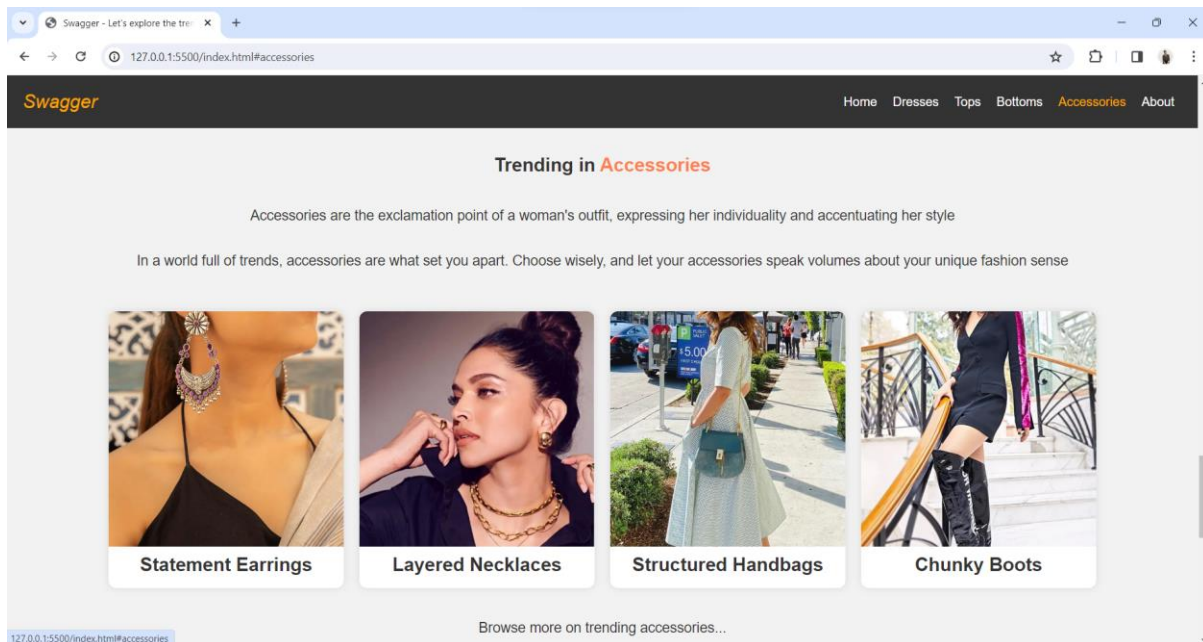 Swagger - Let's explore the tre
127.0.0.1:5500/index.html#accessories
Swagger
Home Dresses Tops Bottoms Accessories About
Trending in Accessories
Accessories are the exclamation point of a woman's outfit, expressing her individuality and accentuating her style
In a world full of trends, accessories are what set you apart. Choose wisely, and let your accessories speak volumes about your unique fashion sense
$5.00
Statement Earrings
Layered Necklaces
Structured Handbags
Chunky Boots
Browse more on trending accessories...
127.0.0.1:5500/index.html#accessories